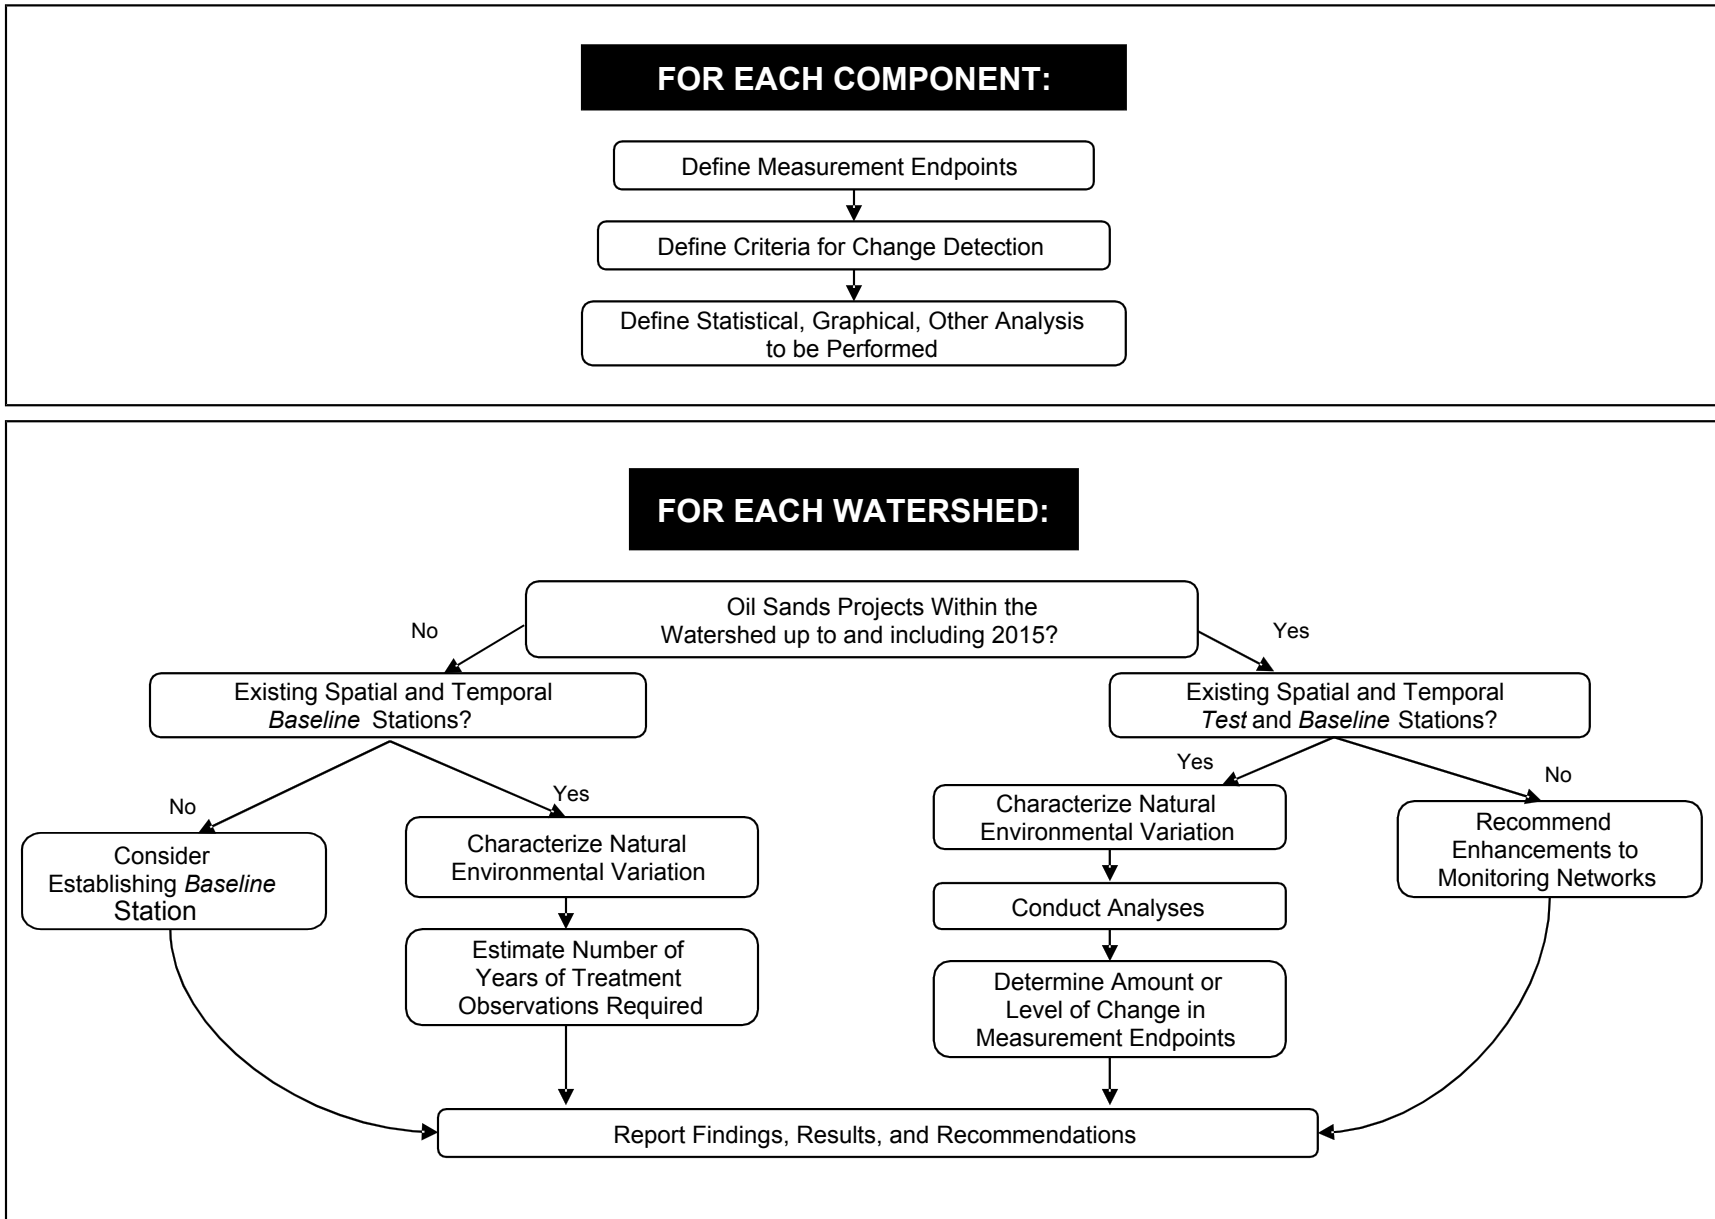 FOR EACH COMPONENT:
Define Measurement Endpoints
Define Criteria for Change Detection
Define Statistical, Graphical, Other Analysis
to be Performed
FOR EACH WATERSHED:
Oil Sands Projects Within the
Watershed up to and including 2015?
No
Yes
Existing Spatial and Temporal
Baseline Stations?
Existing Spatial and Temporal
Test and Baseline Stations?
No
Yes
Yes
No
Consider
Establishing Baseline
Station
Characterize Natural
Environmental Variation
Estimate Number of
Years of Treatment
Observations Required
Characterize Natural
Environmental Variation
Conduct Analyses
Determine Amount or
Level of Change in
Measurement Endpoints
Recommend
Enhancements to
Monitoring Networks
Report Findings, Results, and Recommendations